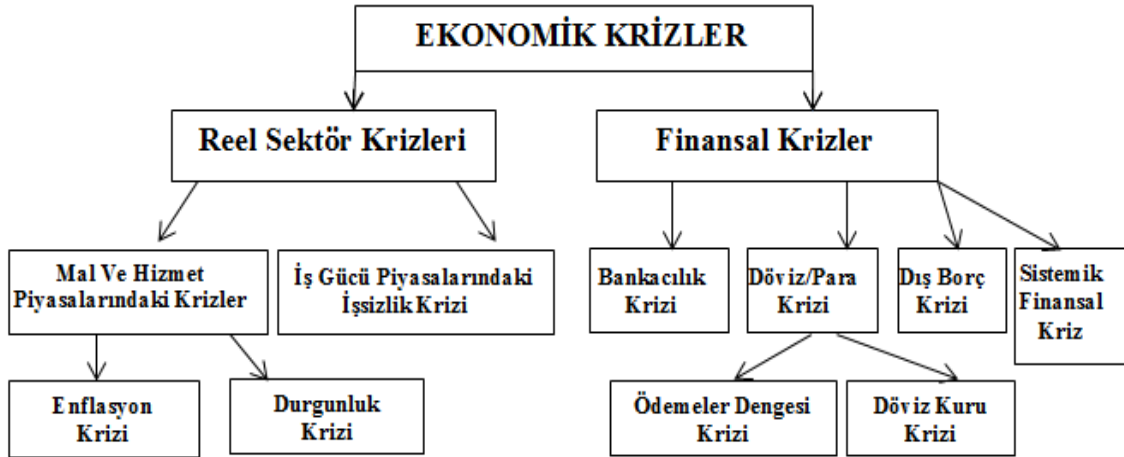 EKONOMİK KRİZLER
Reel Sektör Krizleri
Finansal Krizler
Mal Ve Hizmet
Piyasalarındaki Krizler
İş Gücü Piyasalarındaki
İşsizlik Krizi
Bankacılık
Krizi
Döviz/Para
Krizi
Dış Borç
Krizi
Sistemik
Finansal
Kriz
Enflasyon
Krizi
Durgunluk
Krizi
Ödemeler Dengesi
Krizi
Döviz Kuru
Krizi